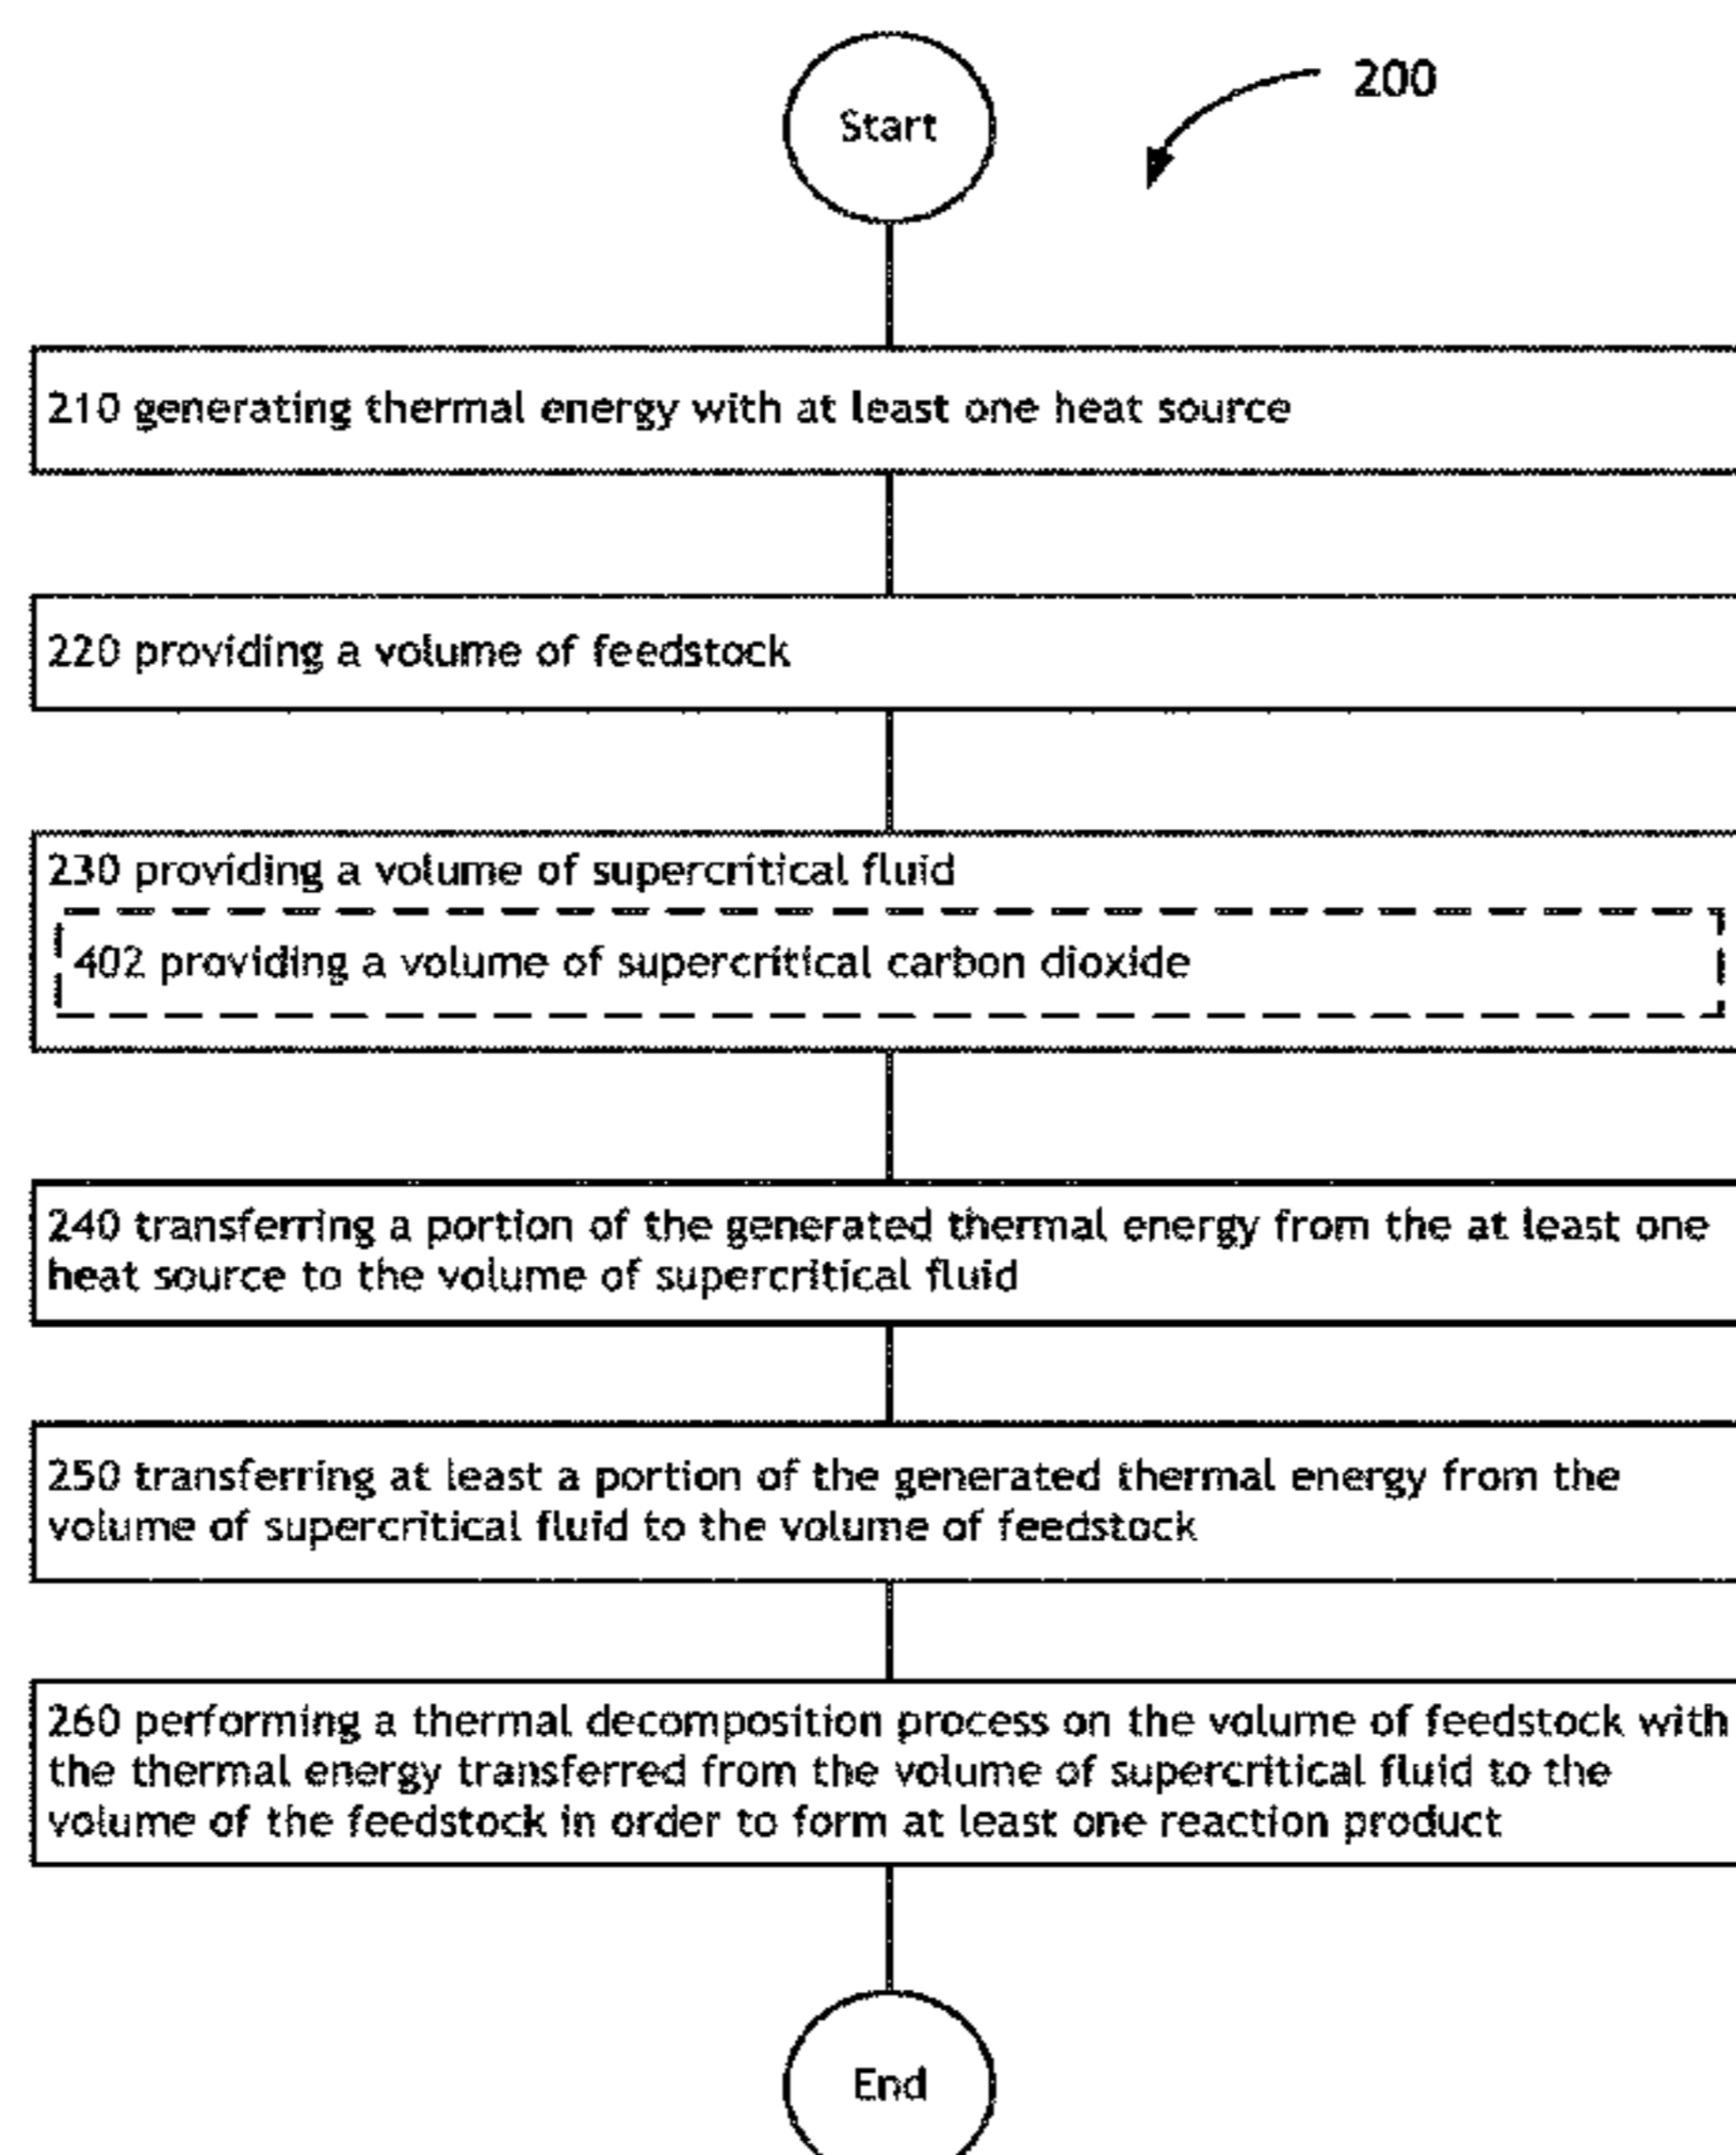 Start
200
210 generating thermal energy with at least one heat source
220 providing a volume of feedstock
230 providing a volume of supercritical fluid
402 providing a volume of supercritical carbon dioxide
240 transferring a portion of the generated thermal energy from the at least one
heat source to the volume of supercritical fluid
250 transferring at least a portion of the generated thermal energy from the
volume of supercritical fluid to the volume of feedstock
260 performing a thermal decomposition process on the volume of feedstock with
the thermal energy transferred from the volume of supercritical fluid to the
volume of the feedstock in order to form at least one reaction product
End